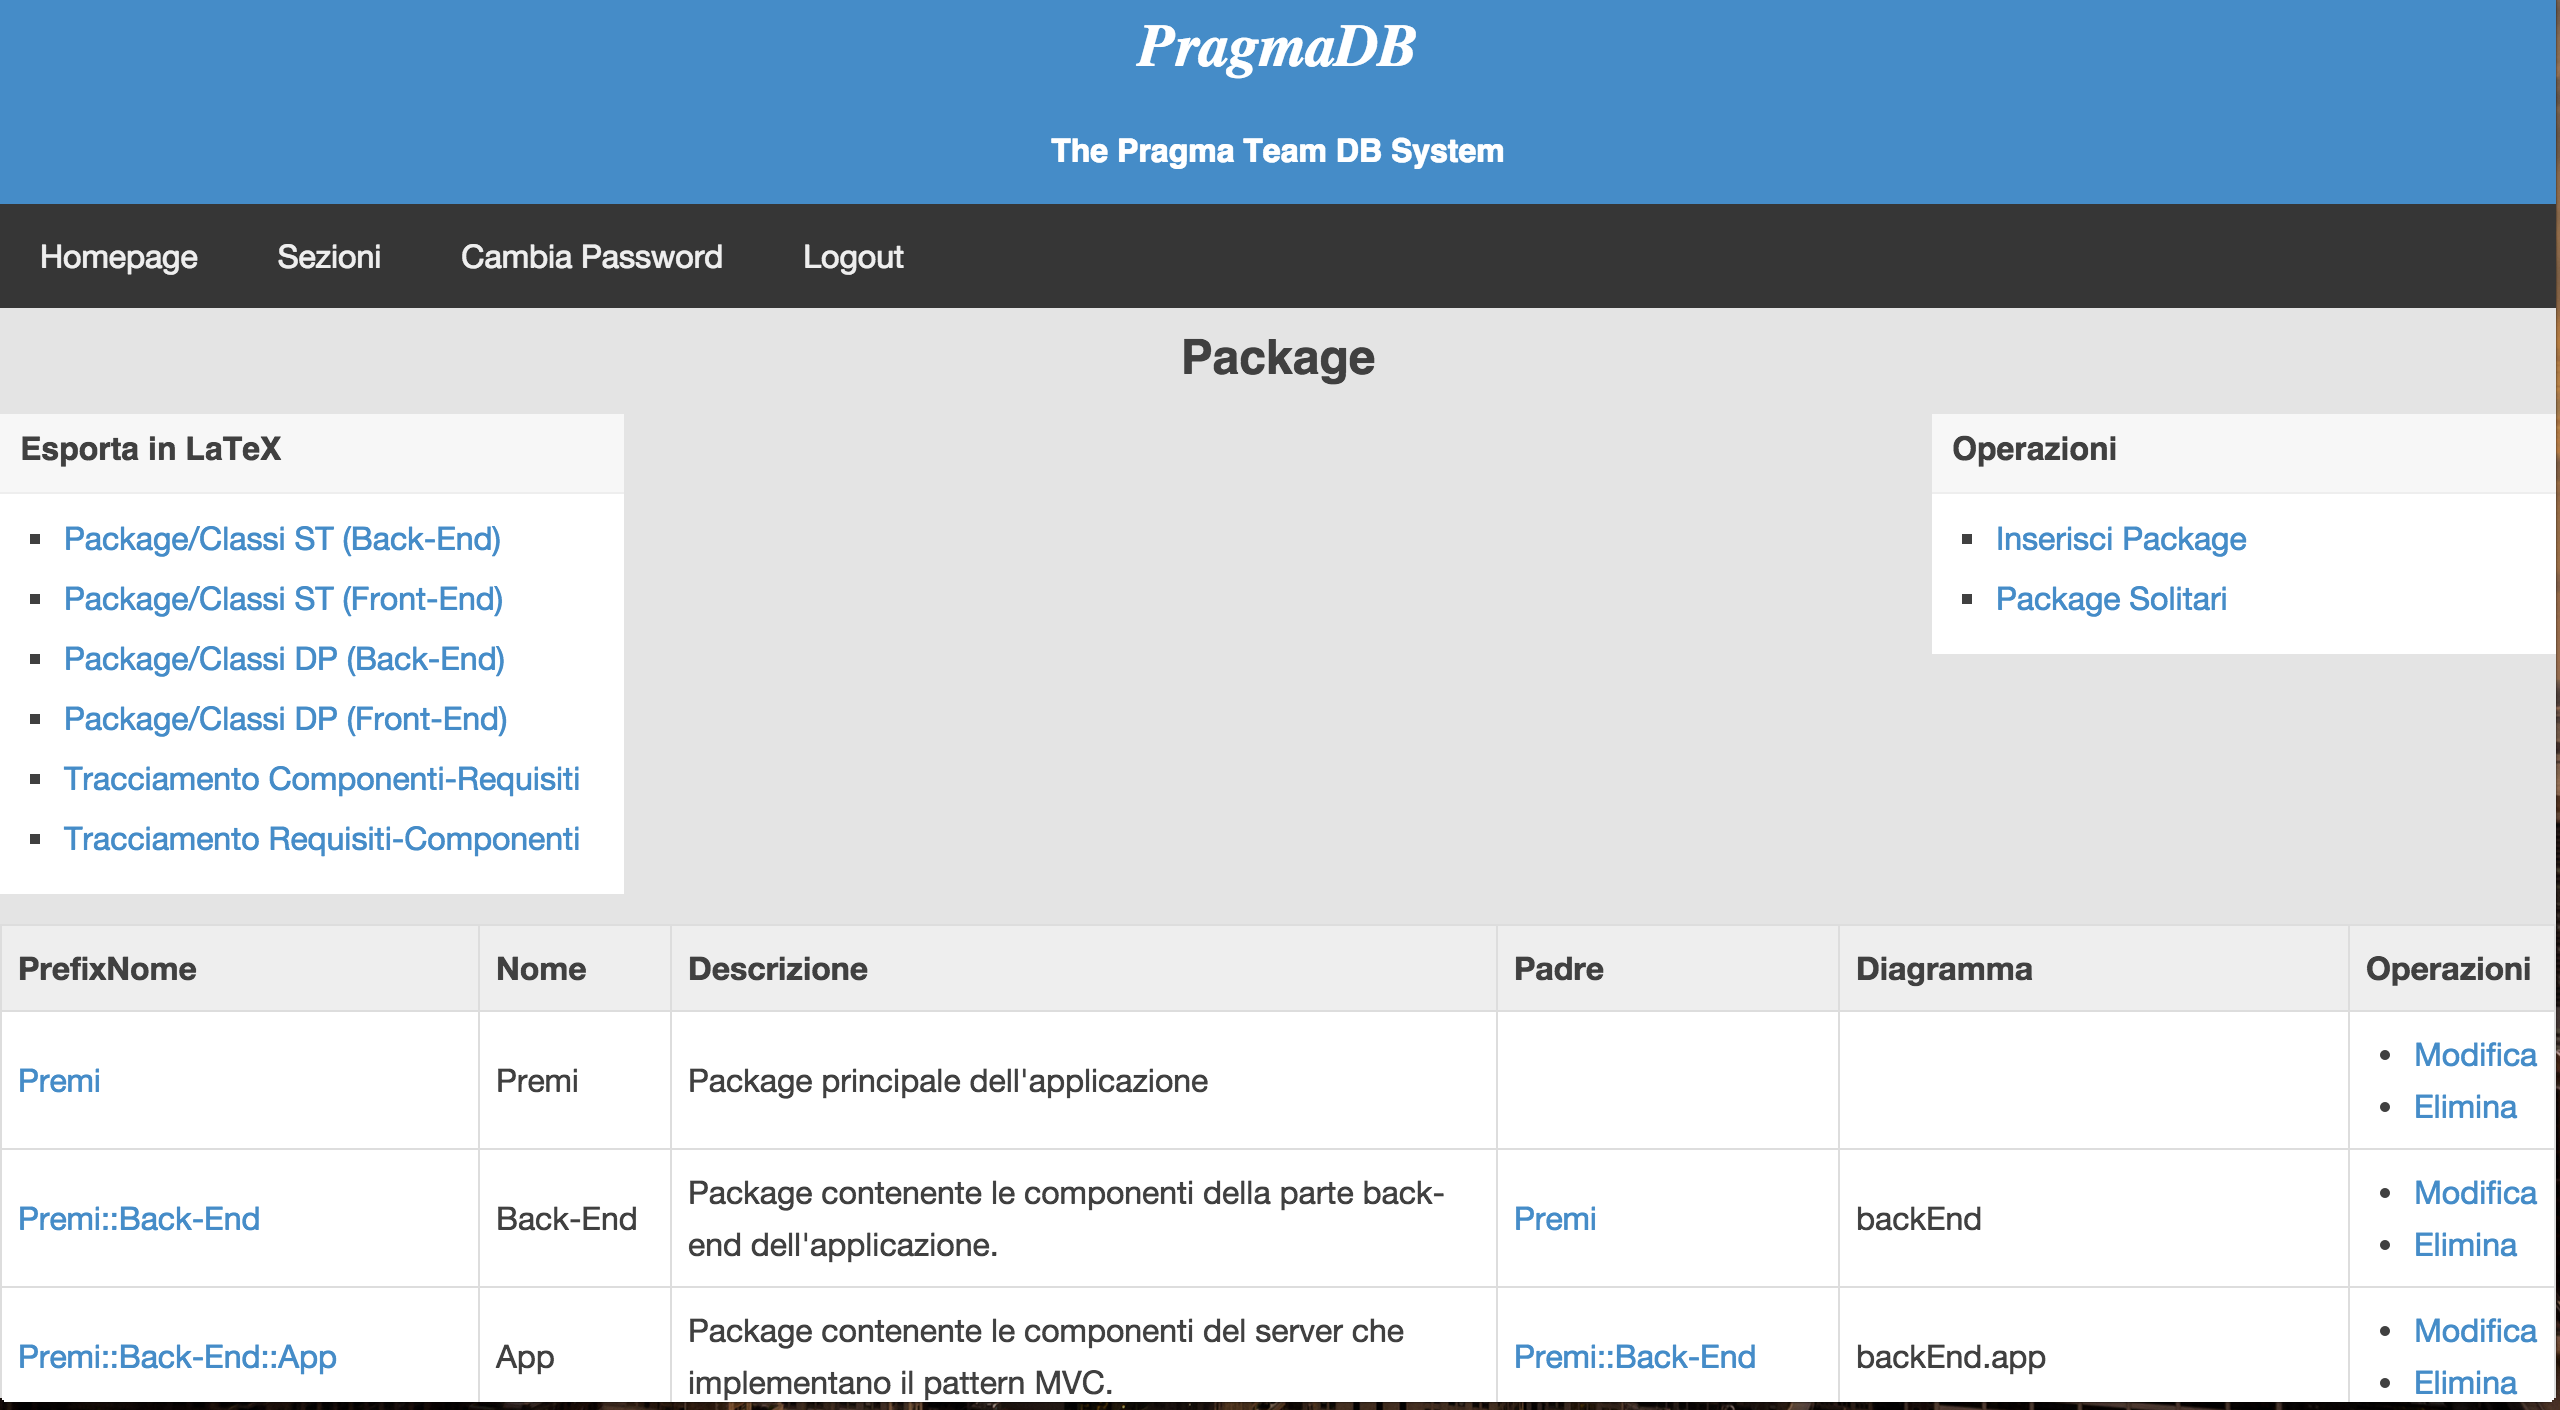 PragmaDB
The Pragma Team DB System
Homepage Sezioni Cambia Password Logout
Package
Esporta in LaTeX
Package/Classi ST (Back-End)
Package/Classi ST (Front-End)
Package/Classi DP (Back-End)
Package/Classi DP (Front-End)
Tracciamento Componenti-Requisiti
Tracciamento Requisiti-Componenti
Operazioni
Inserisci Package
Package Solitari
PrefixNome Nome Descrizione Padre Diagramma Operazioni
Premi Premi Package principale dell'applicazione Modifica
Elimina
Premi::Back-End Back-End Package contenente le componenti della parte back-
end dell'applicazione. Premi backEnd Modifica
Elimina
Premi::Back-End::App App Package contenente le componenti del server che
implementano il pattern MVC. Premi::Back-End backEnd.app Modifica
Elimina